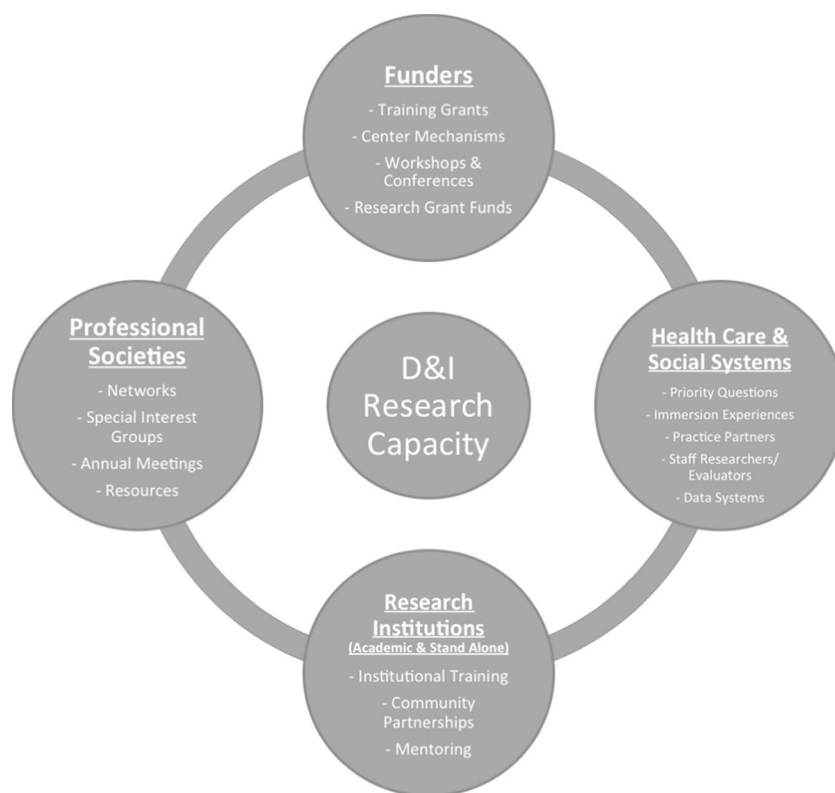 Funders
- Training Grants
- Center Mechanisms
- Workshops &
Conferences
- Research Grant Funds
Professional
Societies
- Networks
- Special Interest
Groups
- Annual Meetings
- Resources
D&I
Research
Capacity
Health Care &
Social Systems
- Priority Questions
- Immersion Experiences
- Practice Partners
- Staff Researchers/
Evaluators
- Data Systems
Research
Institutions
(Academic & Stand Alone)
- Institutional Training
- Community
Partnerships
- Mentoring